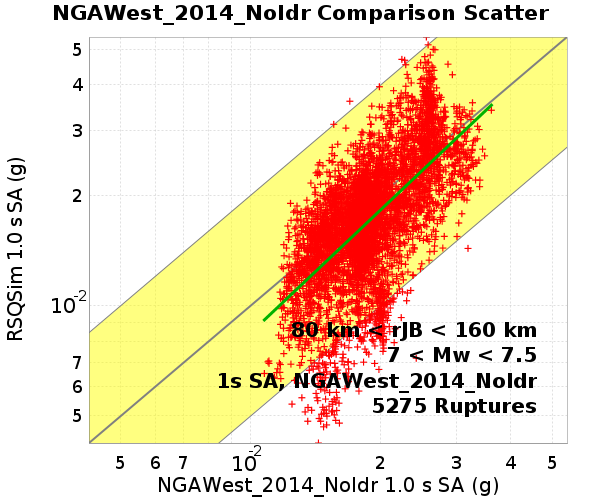 NGAWest_2014_NoIdr Comparison Scatter
5
4
3
2
10-2
7
6
5
RSQSim 1.0 s SA (g)
80 km < rJB < 160 km
7 < Mw < 7.5
1s SA, NGAWest_2014_NoIdr
5275 Ruptures
5 6 7 10-2 2 3 4 5
NGAWest_2014_NoIdr 1.0 s SA (g)